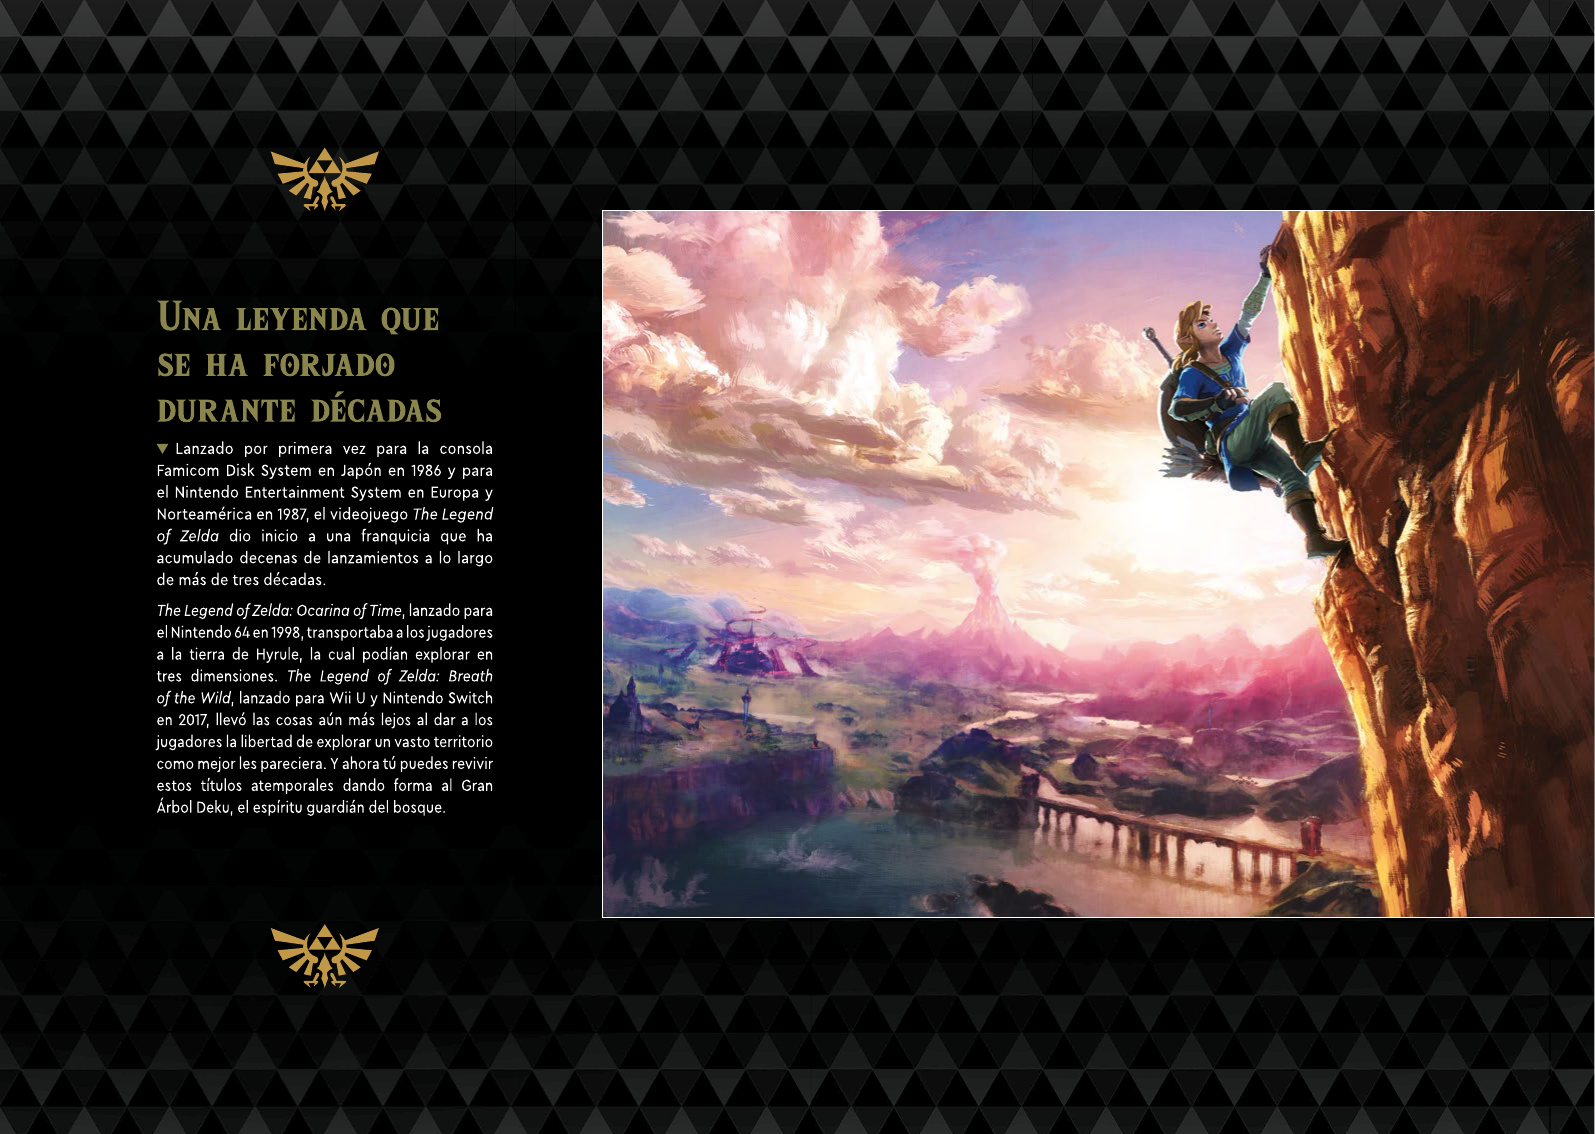 Una leyenda que
se ha forjado
durante décadas
▼ Lanzado por primera vez para la consola
Famicom Disk System en Japón en 1986 y para
el Nintendo Entertainment System en Europa y
Norteamérica en 1987, el videojuego The Legend
of Zelda dio inicio a una franquicia que ha
acumulado decenas de lanzamientos a lo largo
de más de tres décadas.
The Legend of Zelda: Ocarina of Time, lanzado para
el Nintendo 64 en 1998, transportaba a los jugadores
a la tierra de Hyrule, la cual podían explorar en
tres dimensiones. The Legend of Zelda: Breath
of the Wild, lanzado para Wii U y Nintendo Switch
en 2017, llevó las cosas aún más lejos al dar a los
jugadores la libertad de explorar un vasto territorio
como mejor les pareciera. Y ahora tú puedes revivir
estos títulos atemporales dando forma al Gran
Árbol Deku, el espíritu guardián del bosque.